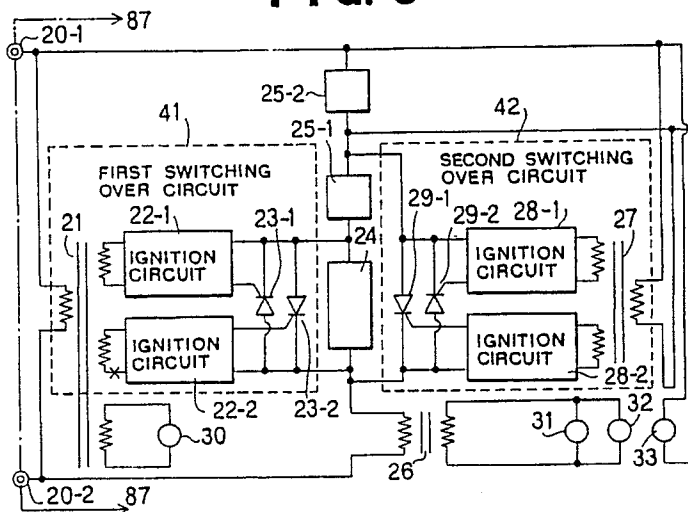 87
20-1
25-2
41
42
25-1
FIRST SWITCHING
OVER CIRCUIT
SECOND SWITCHING
OVER CIRCUIT
21
22-1
23-1
24
29-1
29-2
28-1
27
IGNITION
CIRCUIT
IGNITION
CIRCUIT
IGNITION
CIRCUIT
IGNITION
CIRCUIT
22-2
23-2
28-2
30
26
31
32
33
20-2
87